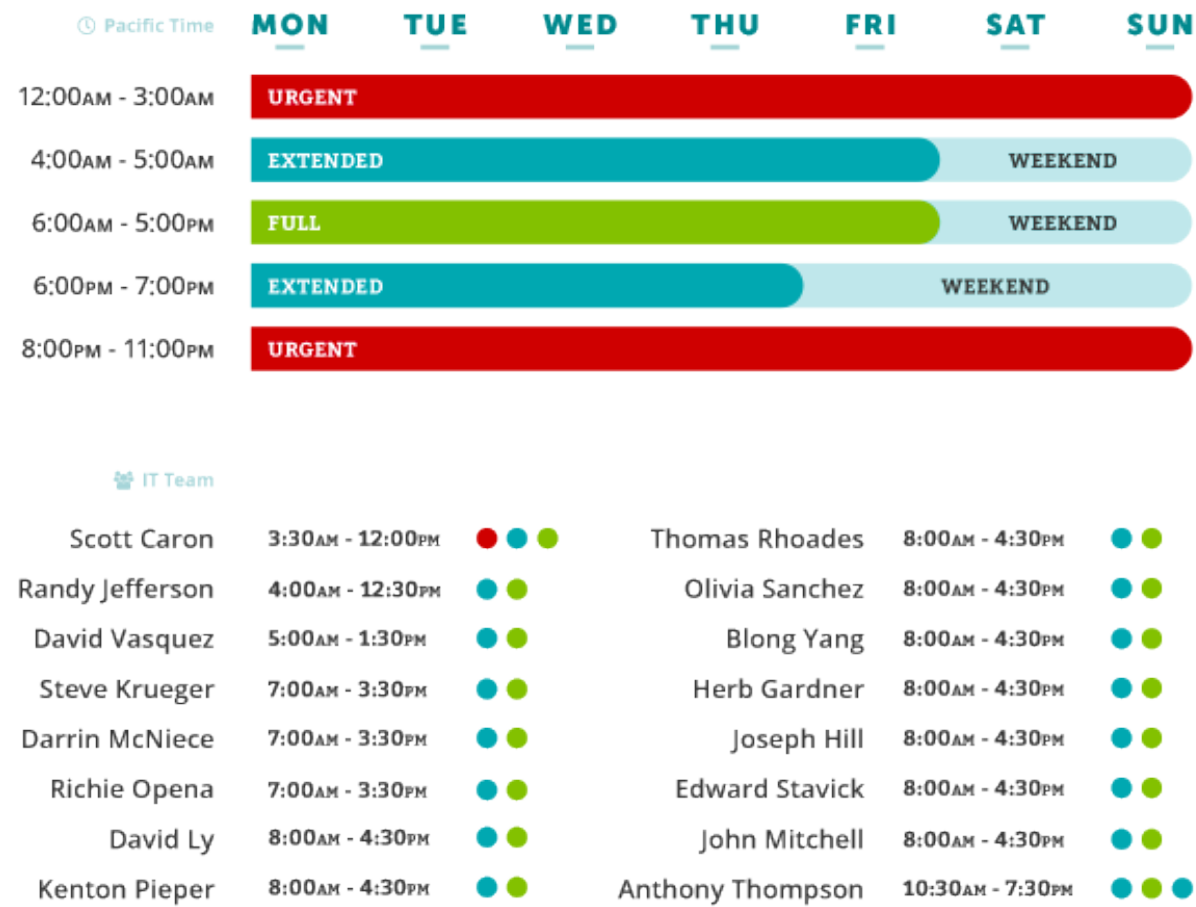 Pacific Time MON TUE WED THU FRI SAT SUN
12:00AM - 3:00AM URGENT
4:00AM - 5:00AM EXTENDED WEEKEND
6:00AM - 5:00PM FULL WEEKEND
6:00PM - 7:00PM EXTENDED WEEKEND
8:00PM - 11:00PM URGENT
IT Team
Scott Caron 3:30AM - 12:00PM Thomas Rhoades 8:00AM - 4:30PM
Randy Jefferson 4:00AM - 12:30PM Olivia Sanchez 8:00AM - 4:30PM
David Vasquez 5:00AM - 1:30PM Blong Yang 8:00AM - 4:30PM
Steve Krueger 7:00AM - 3:30PM Herb Gardner 8:00AM - 4:30PM
Darrin McNiece 7:00AM - 3:30PM Joseph Hill 8:00AM - 4:30PM
Richie Opena 7:00AM - 3:30PM Edward Stavick 8:00AM - 4:30PM
David Ly 8:00AM - 4:30PM John Mitchell 8:00AM - 4:30PM
Kenton Pieper 8:00AM - 4:30PM Anthony Thompson 10:30AM - 7:30PM